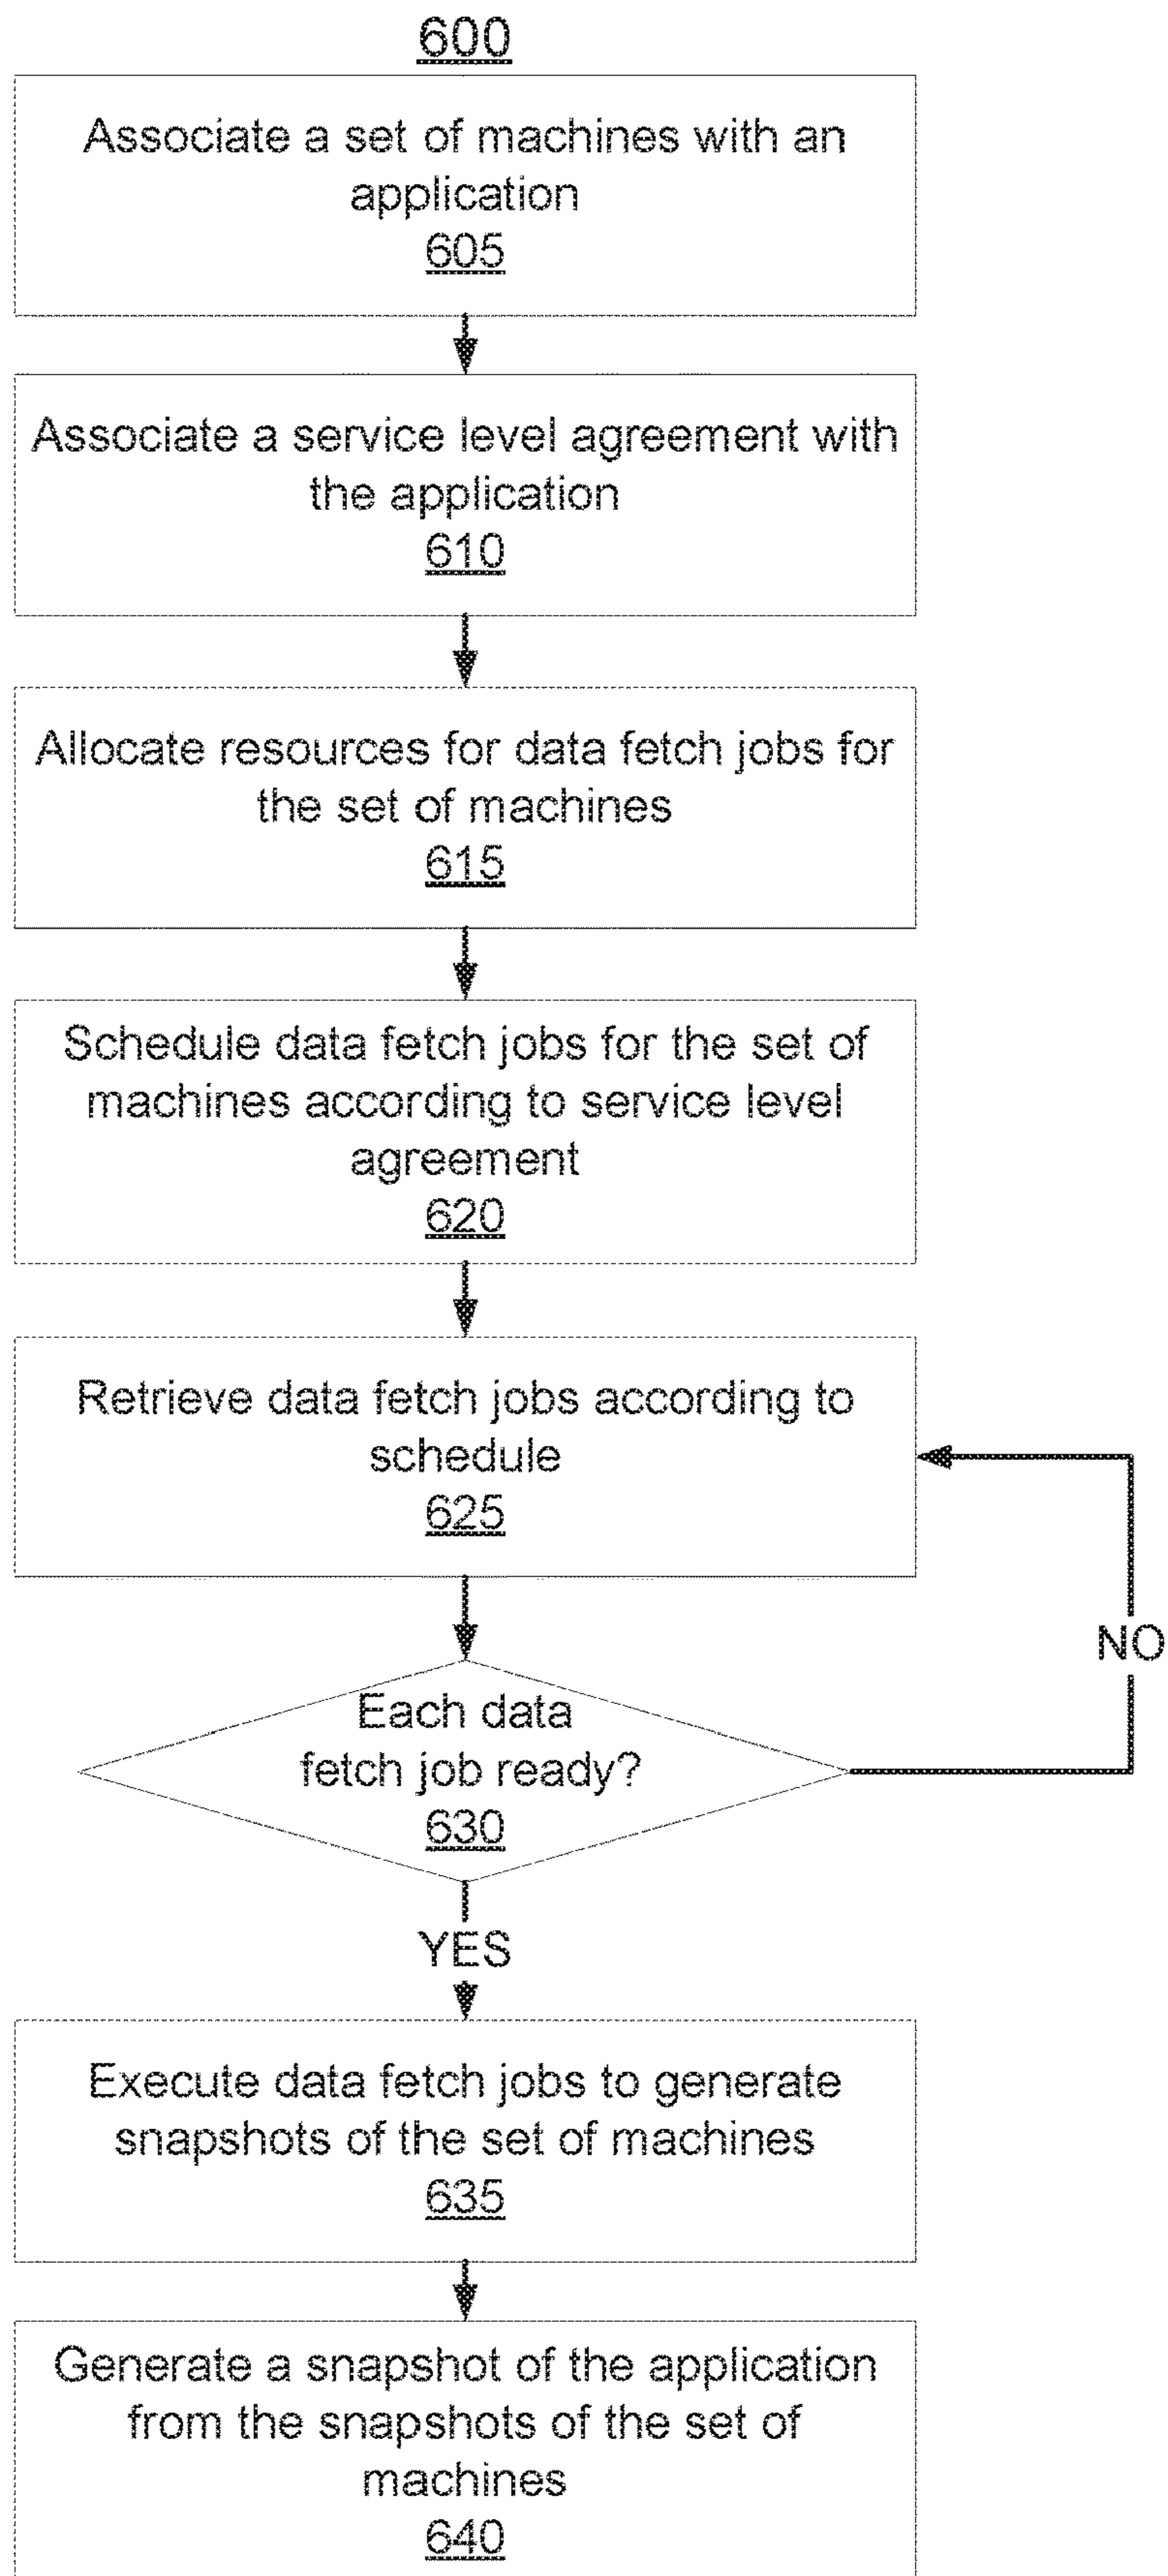 600
Associate a set of machines with an
application
605
Associate a service level agreement with
the application
610
Allocate resources for data fetch jobs for
the set of machines
615
Schedule data fetch jobs for the set of
machines according to service level
agreement
620
Retrieve data fetch jobs according to
schedule
625
NO
Each data
fetch job ready?
630
YES
Execute data fetch jobs to generate
snapshots of the set of machines
635
Generate a snapshot of the application
from the snapshots of the set of
machines
640